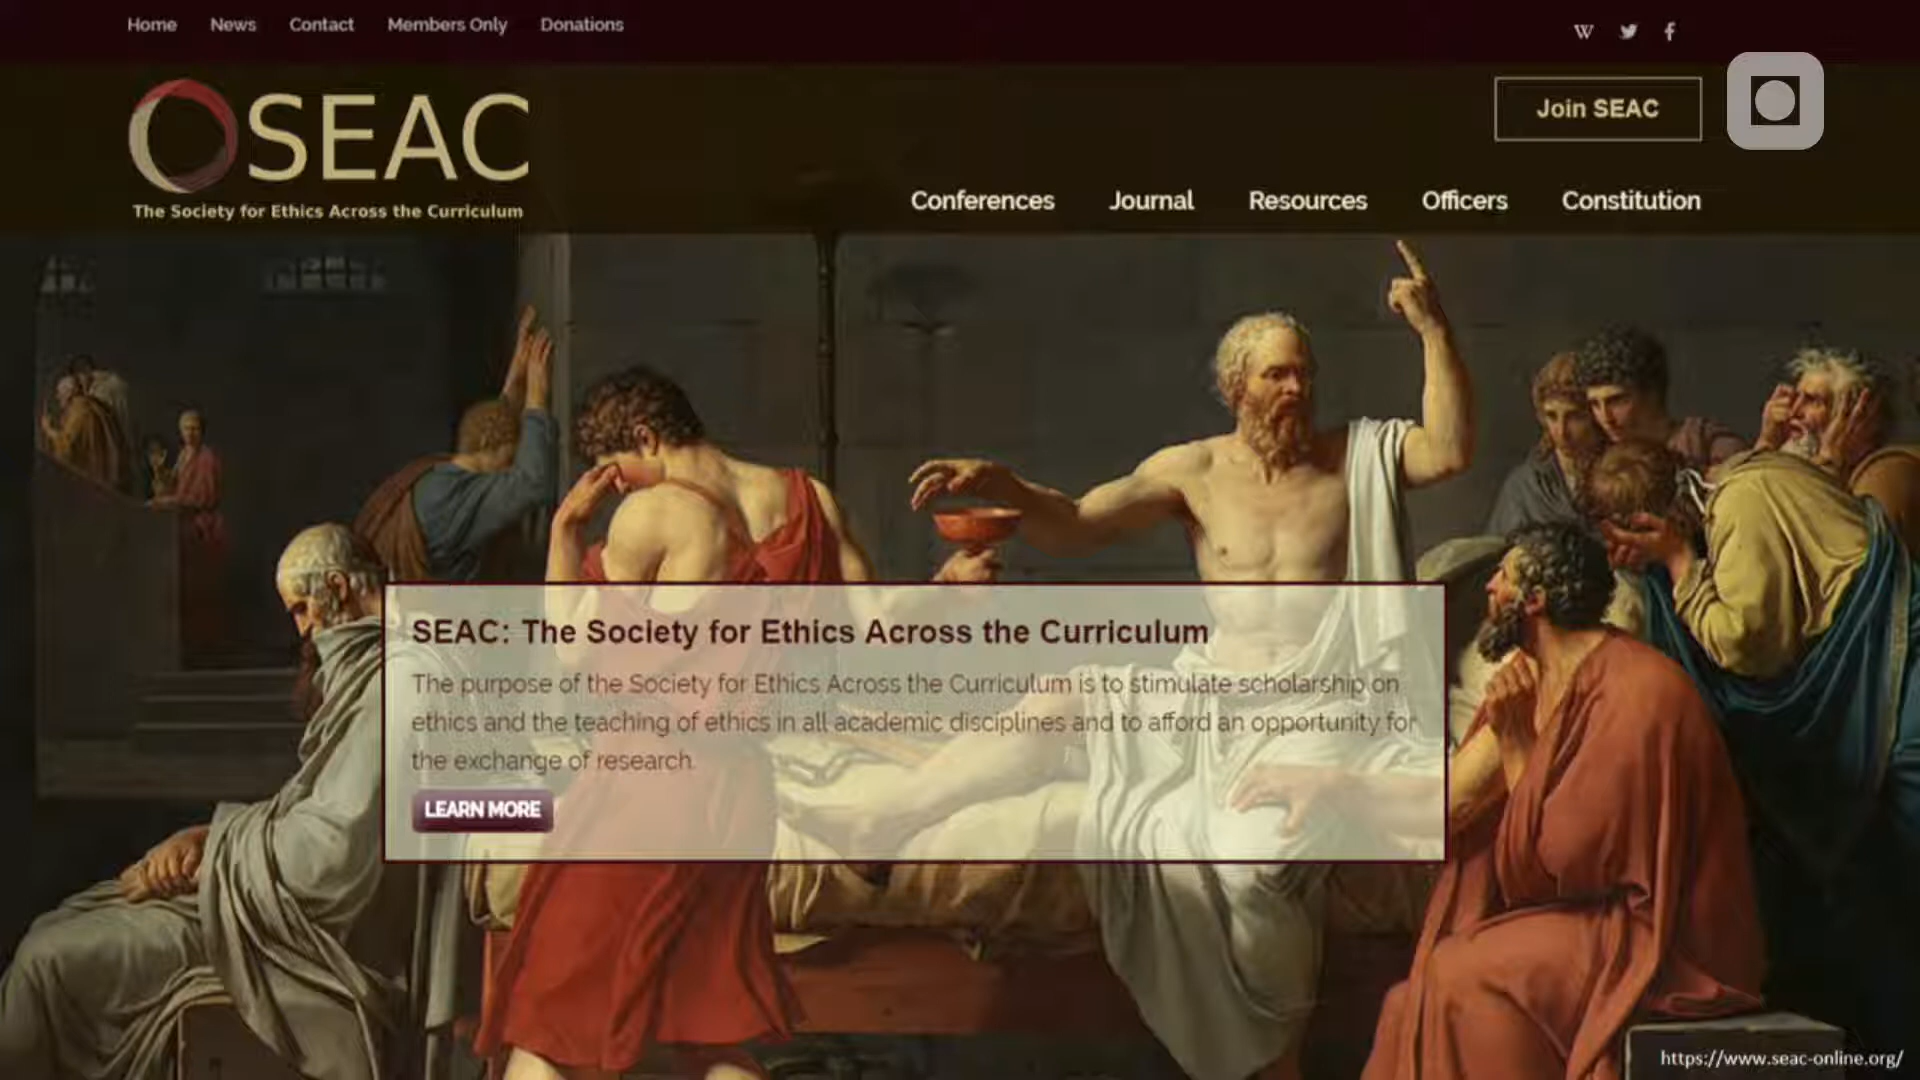 Home News Contact Members Only Donations
W
SEAC
The Society for Ethics Across the Curriculum
Join SEAC
Conferences Journal Resources Officers Constitution
SEAC: The Society for Ethics Across the Curriculum
The purpose of the Society for Ethics Across the Curriculum is to stimulate scholarship on
ethics and the teaching of ethics in all academic disciplines and to afford an opportunity for
the exchange of research.
LEARN MORE
https://www.seac-online.org/